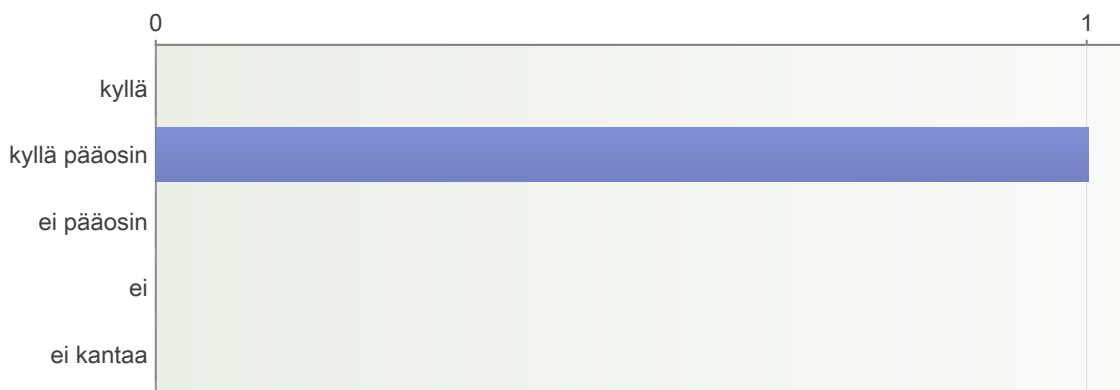 0 1
kyllä
kyllä pääosin
ei pääosin
ei
ei kantaa